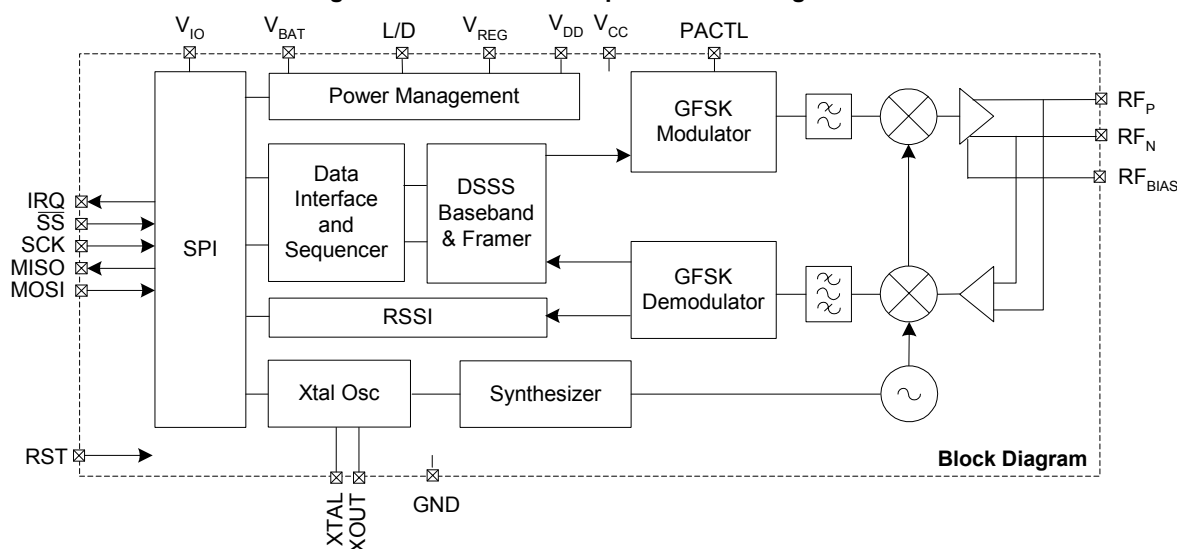 V_IO V_BAT L/D V_REG V_DD V_CC PACTL
Power Management
GFSK
Modulator
RF_P
RF_N
RF_BIAS
IRQ
S̅S̅
SCK
MISO
MOSI
SPI
Data
Interface
and
Sequencer
DSSS
Baseband
& Framer
GFSK
Demodulator
RSSI
Xtal Osc
Synthesizer
RST
Block Diagram
XTAL
XOUT
GND